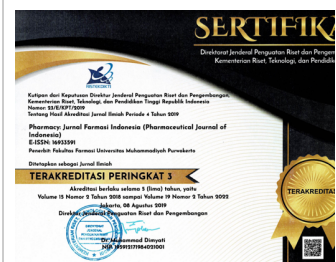 SERTIFIKA
Direktorat Jenderal Penguatan Riset dan Pengemban
Kementerian Riset, Teknologi, dan Pendidik
RISTEKDIKTI
Kutipan dari Keputusan Direktur Jenderal Penguatan Riset dan Pengembangan,
Kementerian Riset, Teknologi, dan Pendidikan Tinggi Republik Indonesia
Nomor: 23/E/KPT/2019
Tentang Hasil Akreditasi Jurnal Ilmiah Periode 4 Tahun 2019
Pharmacy: Jurnal Farmasi Indonesia (Pharmaceutical Journal of
Indonesia)
E-ISSN: 16933591
Penerbit: Fakultas Farmasi Universitas Muhammadiyah Purwokerto
Ditetapkan sebagai Jurnal Ilmiah
TERAKREDITASI PERINGKAT 3
Akreditasi berlaku selama 5 (lima) tahun, yaitu
Volume 15 Nomor 2 Tahun 2018 sampai Volume 19 Nomor 2 Tahun 2022
Jakarta, 08 Agustus 2019
Direktur Jenderal Penguatan Riset dan Pengembangan
Dr. Muhammad Dimyati
NIP 195912171984021001
TERAKREDITAS